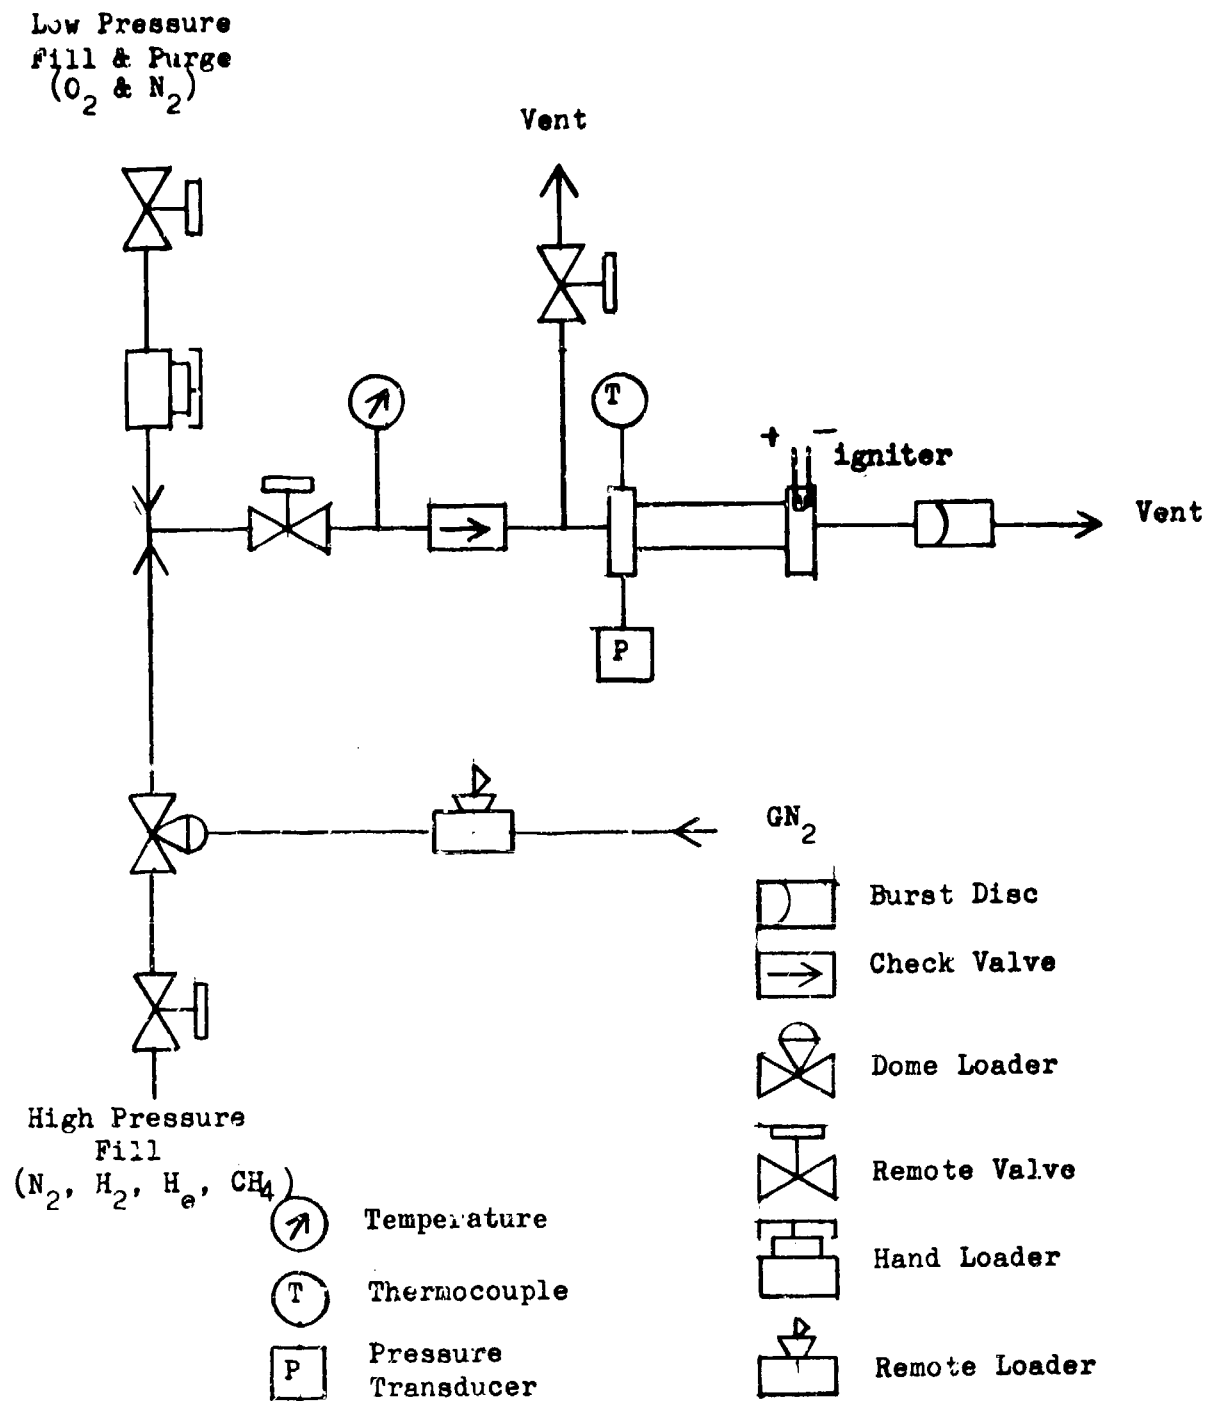 Low Pressure
Fill & Purge
(O2 & N2)
Vent
T
+ - igniter
Vent
P
GN2
Burst Disc
Check Valve
Dome Loader
High Pressure
Fill
(N2, H2, He, CH4)
Remote Valve
Temperature
Hand Loader
T Thermocouple
P Pressure
Transducer
Remote Loader